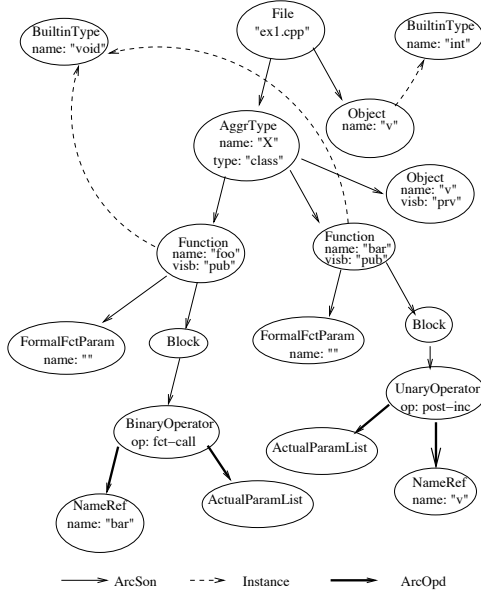 File
"ex1.cpp"
BuiltinType
name: "void"
BuiltinType
name: "int"
Object
name: "v"
AggrType
name: "X"
type: "class"
Object
name: "v"
visb: "prv"
Function
name: "foo"
visb: "pub"
Function
name: "bar"
visb: "pub"
FormalFctParam
name: ""
Block
FormalFctParam
name: ""
Block
BinaryOperator
op: fct-call
UnaryOperator
op: post-inc
ActualParamList
NameRef
name: "bar"
ActualParamList
NameRef
name: "v"
ArcSon
Instance
ArcOpd